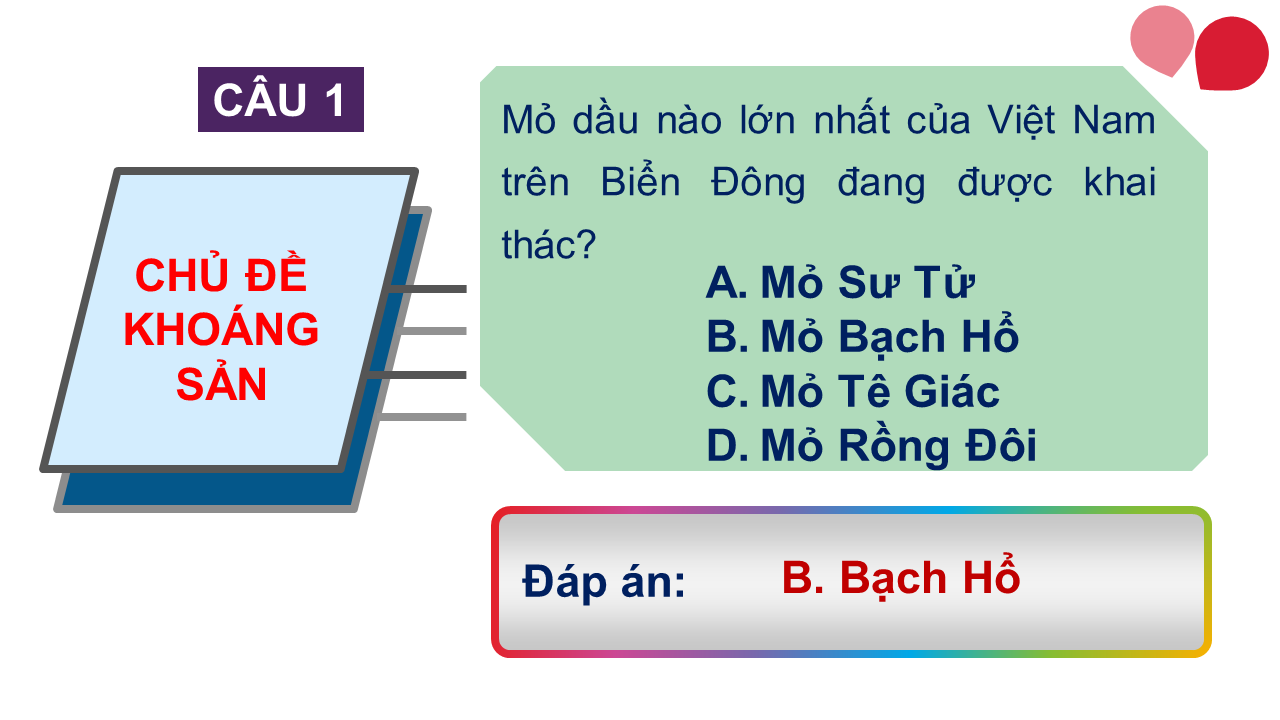 CÂU 1
CHỦ ĐỀ
KHOÁNG
SẢN
Mỏ dầu nào lớn nhất của Việt Nam
trên Biển Đông đang được khai
thác?
A. Mỏ Sư Tử
B. Mỏ Bạch Hổ
C. Mỏ Tê Giác
D. Mỏ Rồng Đôi
Đáp án: B. Bạch Hổ